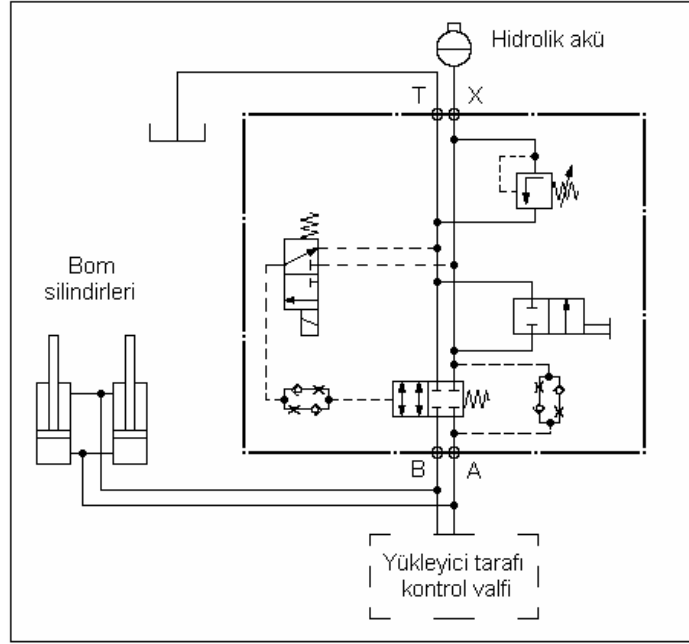 Hidrolik akü
T X
Bom
silindirleri
B A
Yükleyici tarafı
kontrol valfi